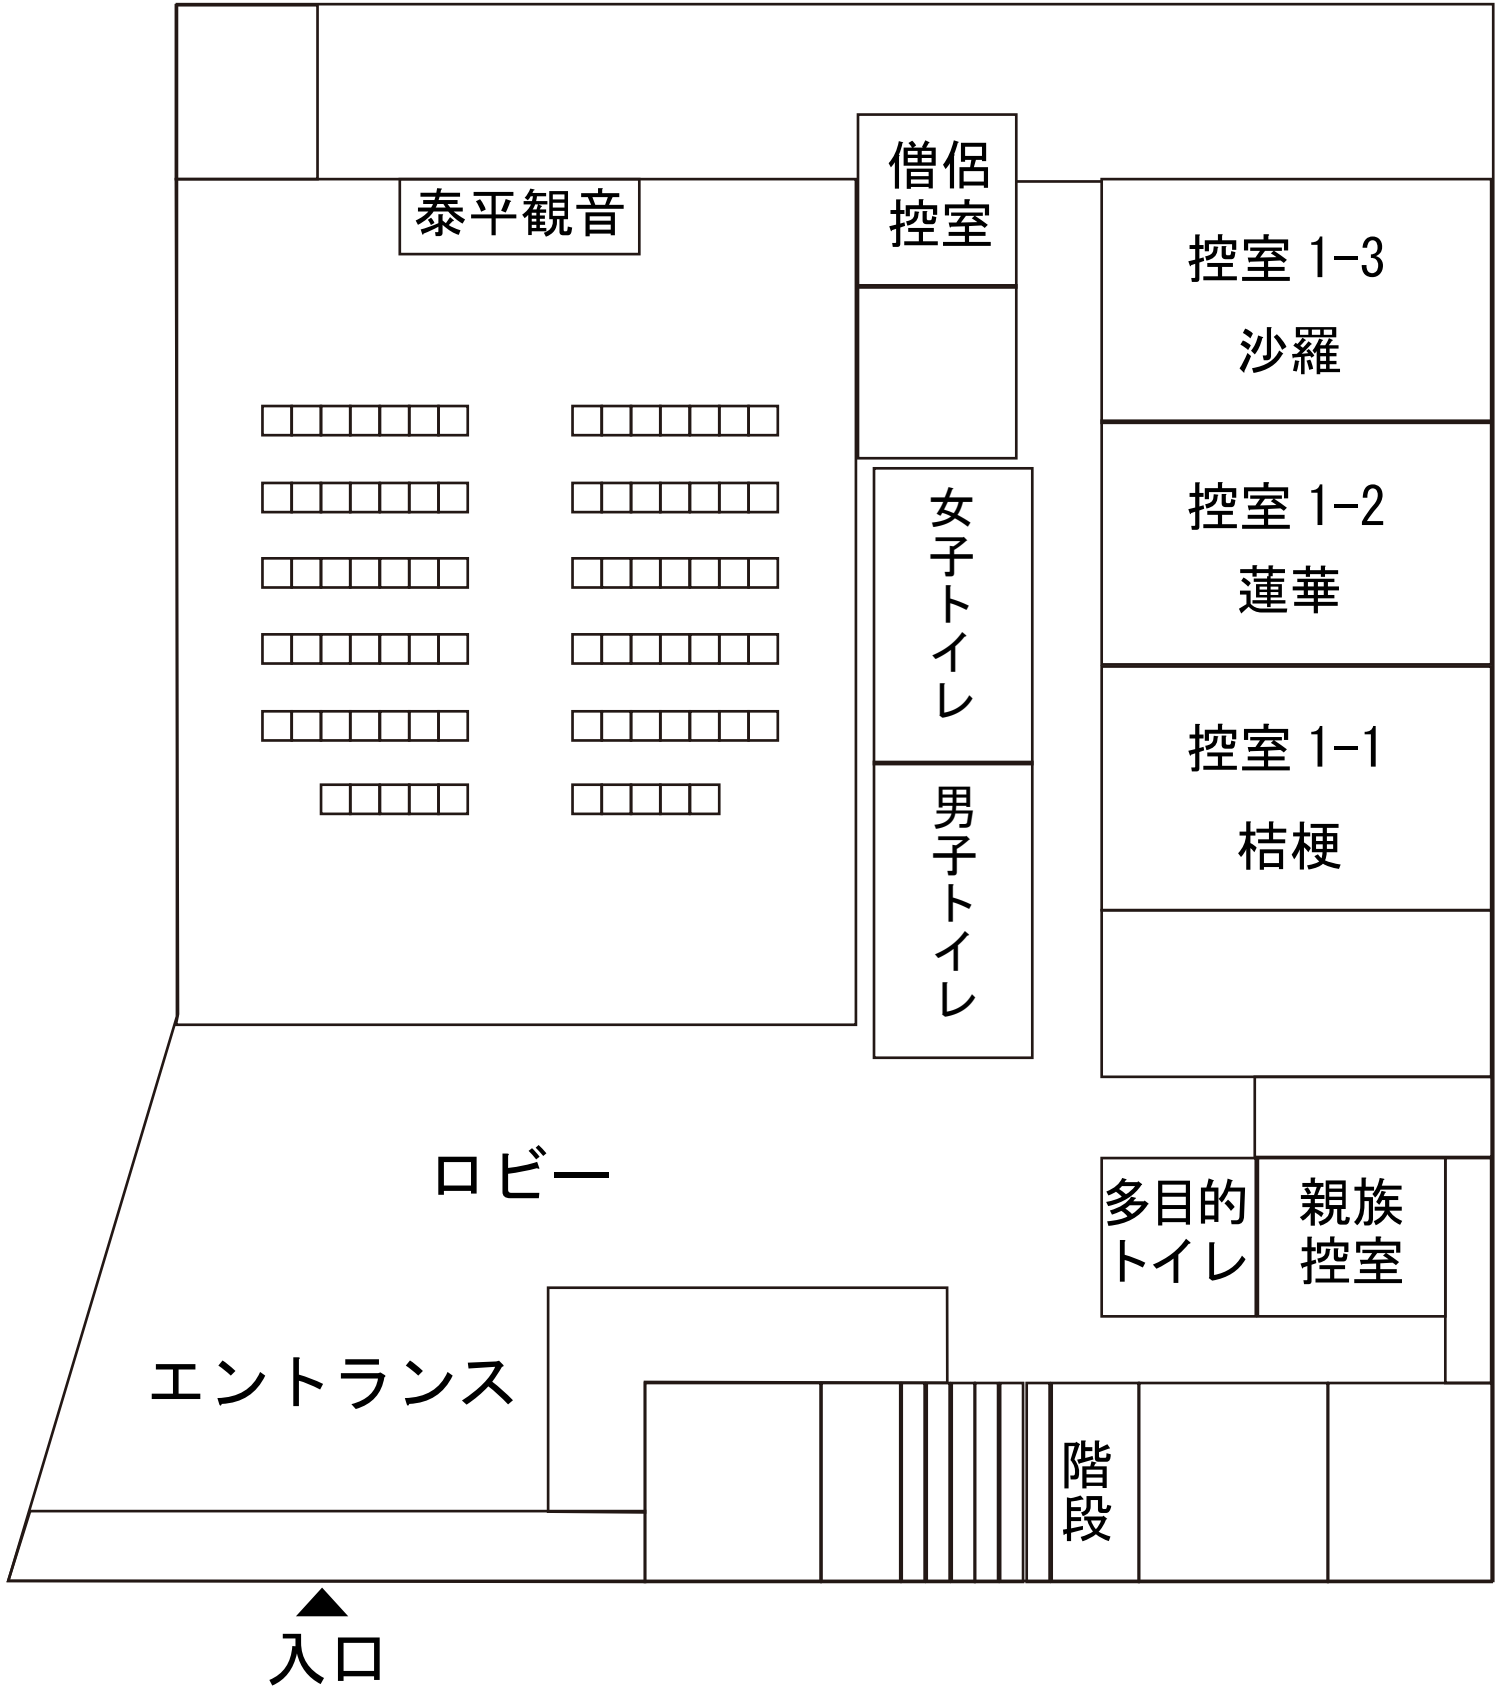 僧侶
控室
泰平観音
控室 1-3
沙羅
女子トイレ
控室 1-2
蓮華
男子トイレ
控室 1-1
桔梗
ロビー
多目的
トイレ
親族
控室
エントランス
階段
入口